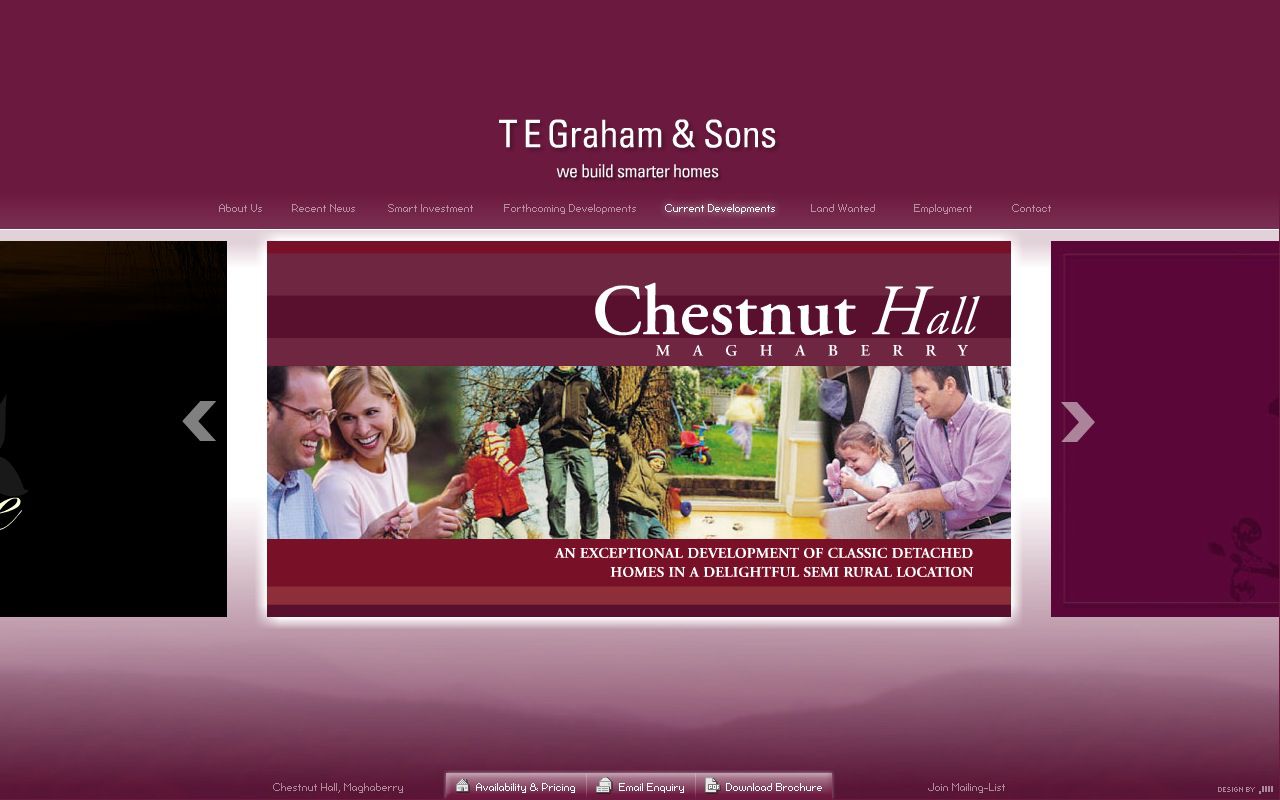 T E Graham & Sons
we build smarter homes
About Us Recent News Smart Investment Forthcoming Developments Current Developments Land Wanted Employment Contact
Chestnut Hall
MAGHABERRY
AN EXCEPTIONAL DEVELOPMENT OF CLASSIC DETACHED
HOMES IN A DELIGHTFUL SEMI RURAL LOCATION
e
Chestnut Hall, Maghaberry Availability & Pricing Email Enquiry Download Brochure Join Mailing-List DESIGN BY